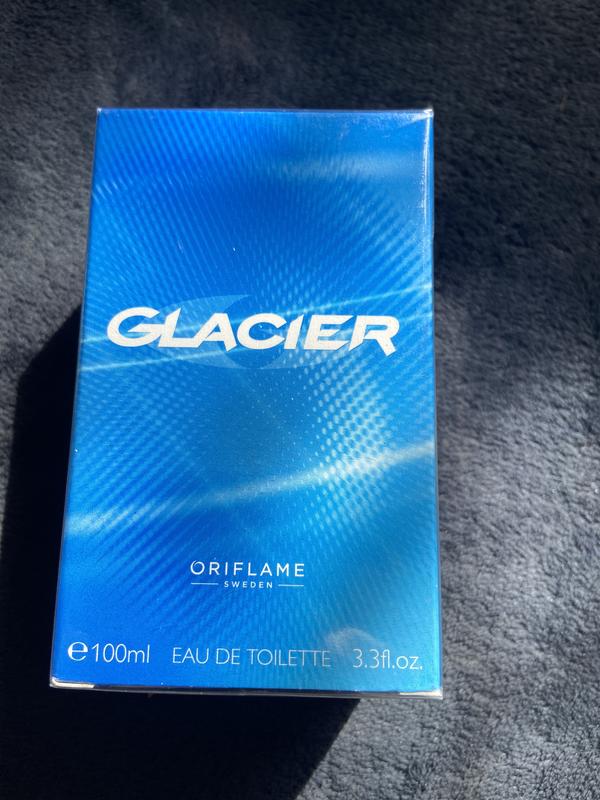 GLACIER
ORIFLAME
SWEDEN
℮100ml EAU DE TOILETTE 3.3fl.oz.